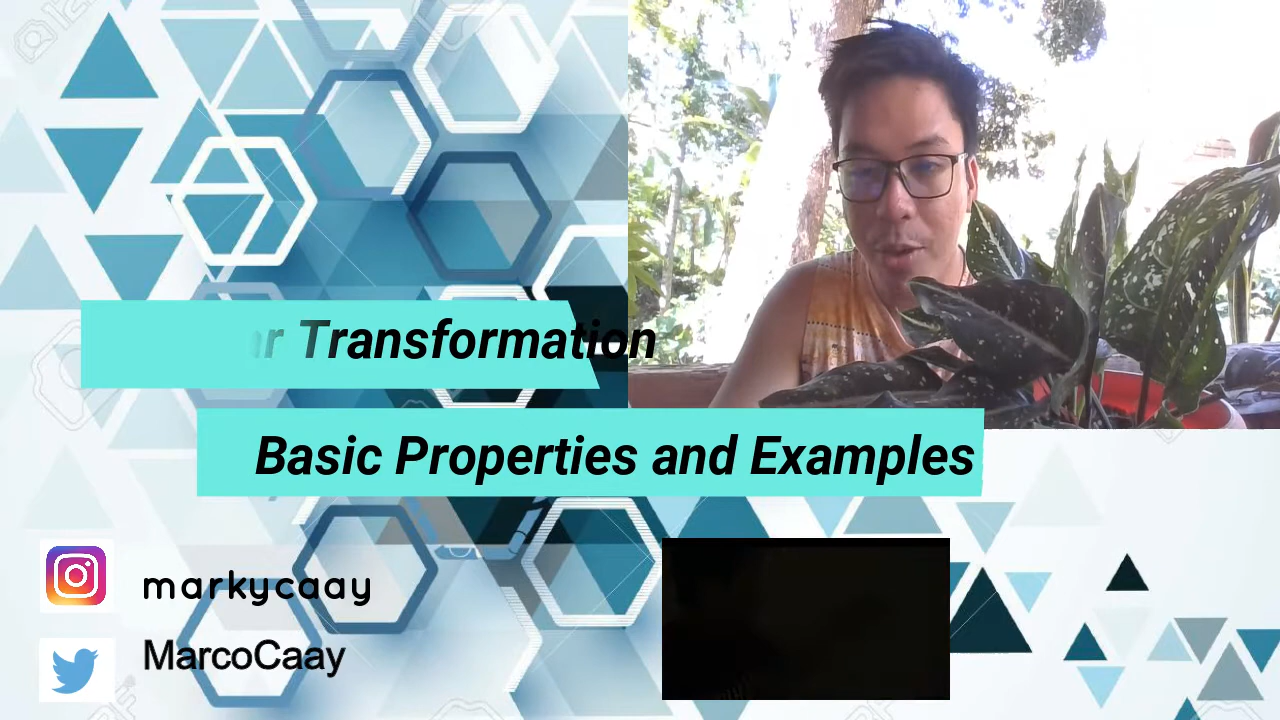 Transformation
Basic Properties and Examples
markycaay
MarcoCaay